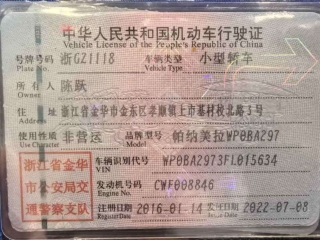 中华人民共和国机动车行驶证
Vehicle License of the People's Republic of China
号牌号码 浙GZ1118 车辆类型 小型轿车
Plate No. Vehicle Type
所有人 陈跃
Owner
住址 浙江省金华市金东区孝顺镇上市基村校北路3号
Address
使用性质 非营运 品牌型号 帕纳美拉WP0BA297
Use Character Model
浙江省金华市公安局交通警察支队
车辆识别代号 WP0BA2973FL015634
VIN
发动机号码 CWF008846
Engine No.
注册日期 2016-01-14 发证日期 2022-07-08
Register Date Issue Date